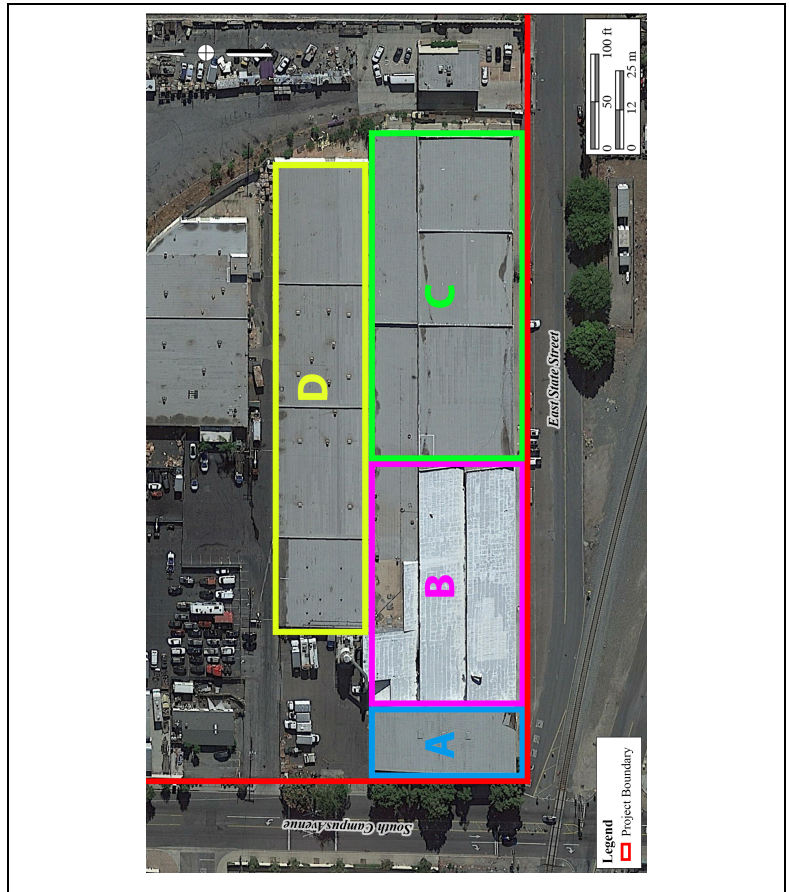 0 50 100 ft
0 12 25 m
D
C
B
A
East State Street
South Campus Avenue
Legend
Project Boundary